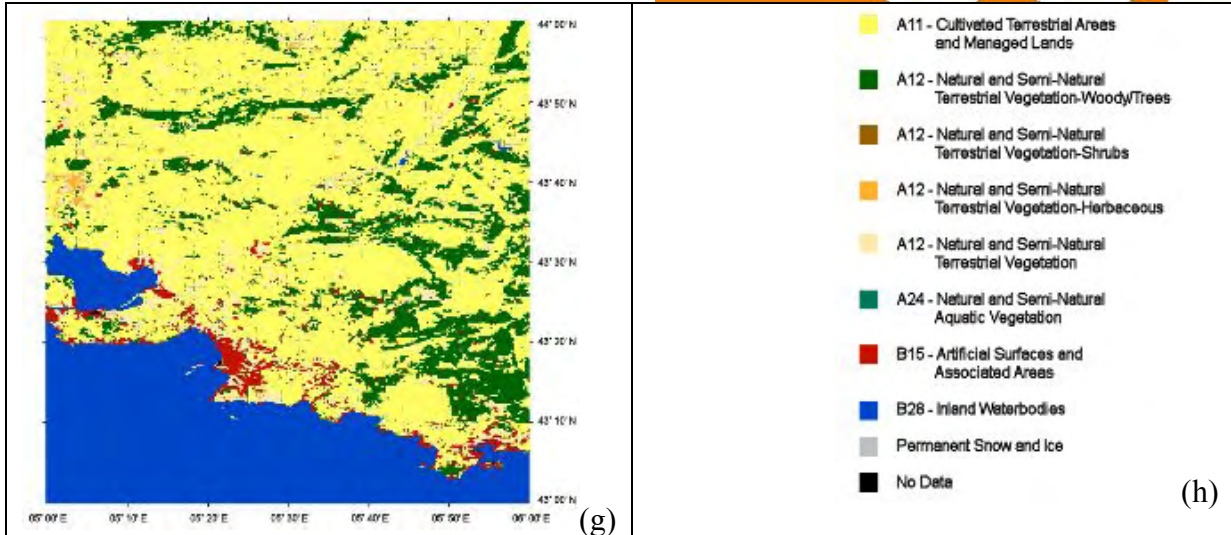 44° 00' N
43° 50' N
43° 40' N
43° 30' N
43° 20' N
43° 10' N
43° 00' N
05° 00' E 05° 10' E 05° 20' E 05° 30' E 05° 40' E 05° 50' E 06° 00' E
(g)
A11 - Cultivated Terrestrial Areas
and Managed Lands
A12 - Natural and Semi-Natural
Terrestrial Vegetation-Woody/Trees
A12 - Natural and Semi-Natural
Terrestrial Vegetation-Shrubs
A12 - Natural and Semi-Natural
Terrestrial Vegetation-Herbaceous
A12 - Natural and Semi-Natural
Terrestrial Vegetation
A24 - Natural and Semi-Natural
Aquatic Vegetation
B15 - Artificial Surfaces and
Associated Areas
B28 - Inland Waterbodies
Permanent Snow and Ice
No Data
(h)